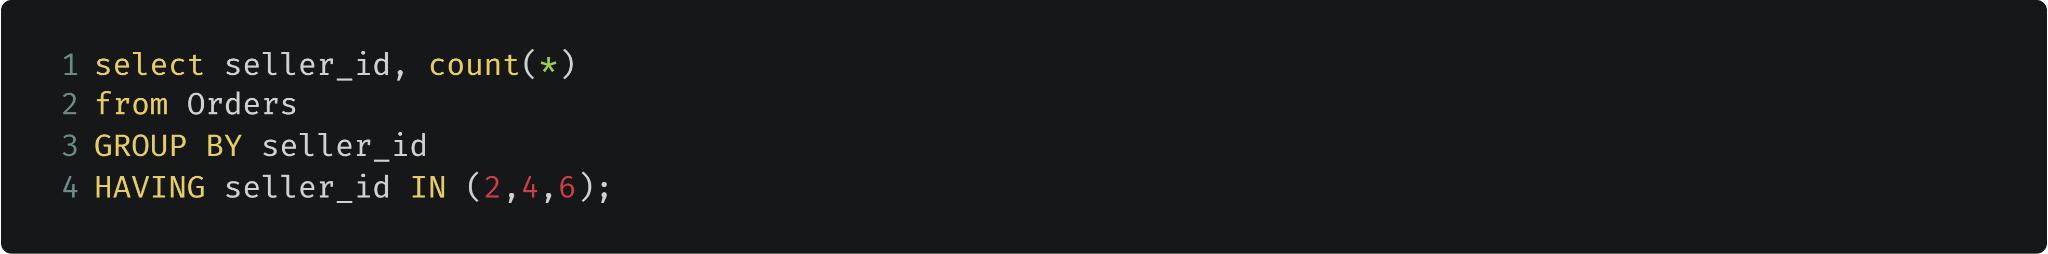 1 select seller_id, count(*)
2 from Orders
3 GROUP BY seller_id
4 HAVING seller_id IN (2,4,6);